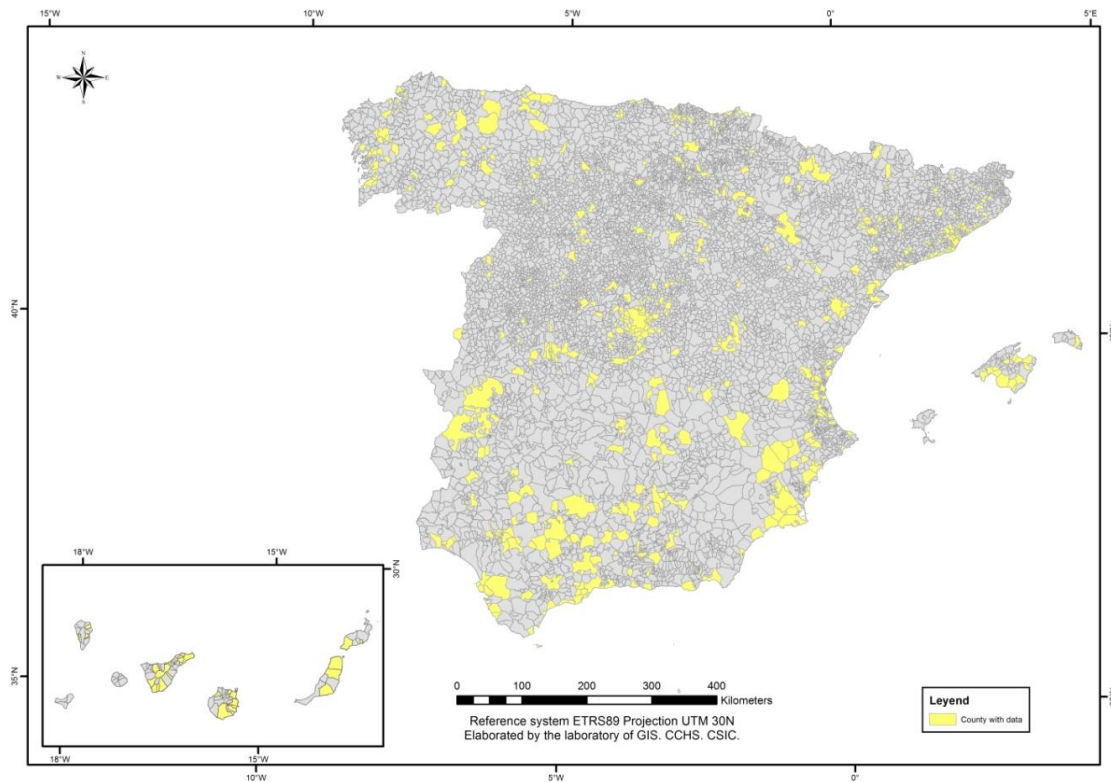 15°W 10°W 5°W 0° 5°E
N
W E
S
40°N
18°W 15°W
30°N
35°N
0 100 200 300 400
Kilometers
Reference system ETRS89 Projection UTM 30N
Elaborated by the laboratory of GIS. CCHS. CSIC.
Leyend
County with data
18°W 15°W
10°W 5°W 0°